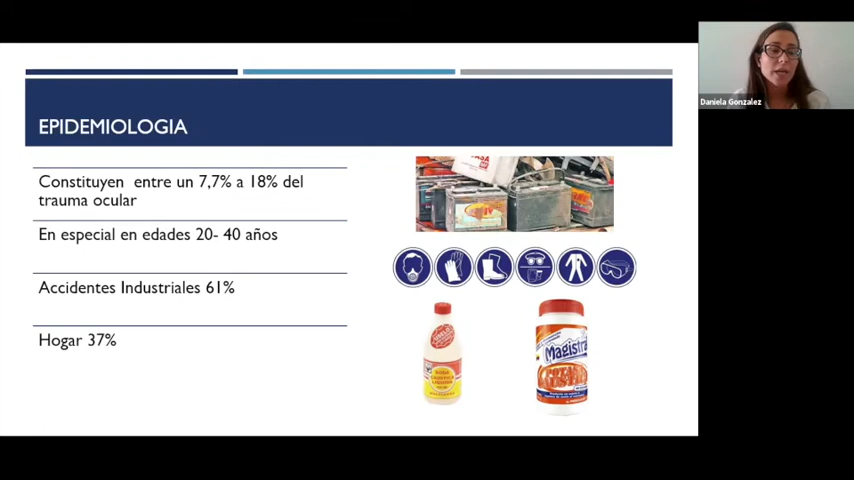 Daniela Gonzalez
EPIDEMIOLOGIA
Constituyen entre un 7,7% a 18% del
trauma ocular
En especial en edades 20- 40 años
Accidentes Industriales 61%
Hogar 37%
Magistral